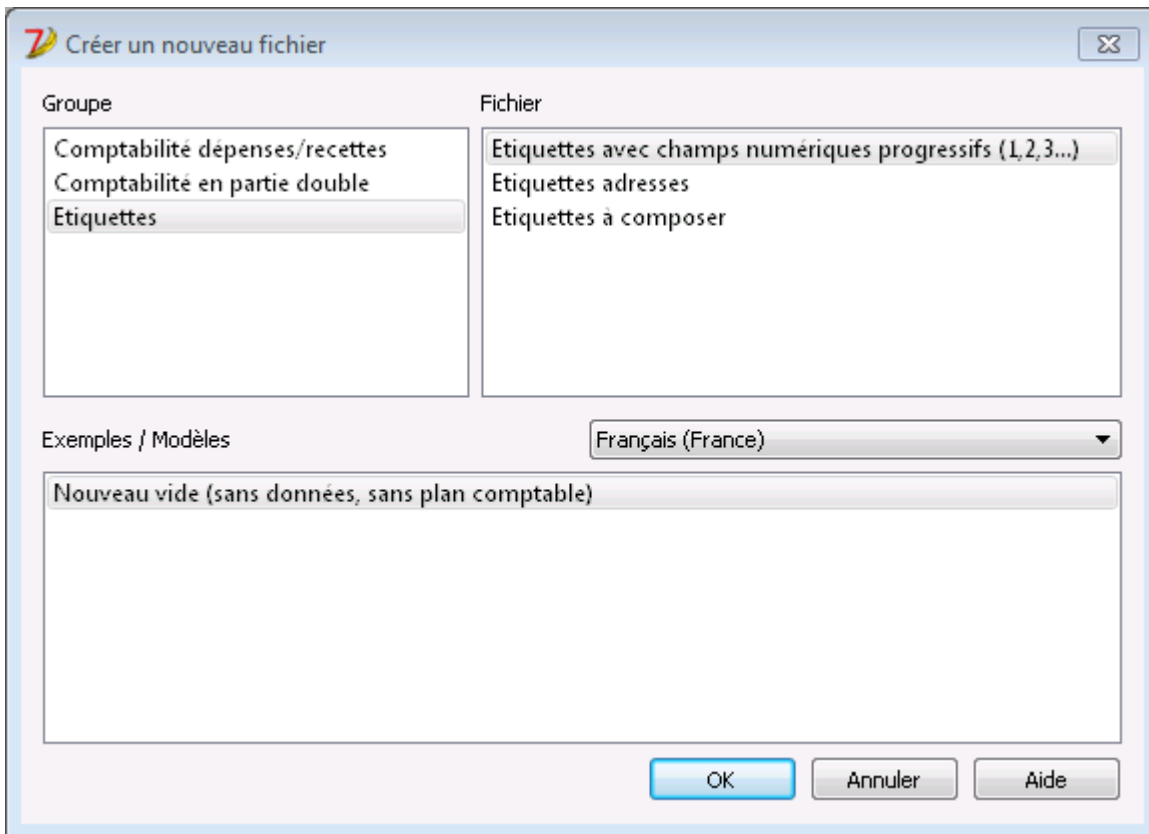 Créer un nouveau fichier
Groupe
Fichier
Comptabilité dépenses/recettes
Comptabilité en partie double
Etiquettes
Etiquettes avec champs numériques progressifs (1,2,3...)
Etiquettes adresses
Etiquettes à composer
Exemples / Modèles
Français (France)
Nouveau vide (sans données, sans plan comptable)
OK
Annuler
Aide